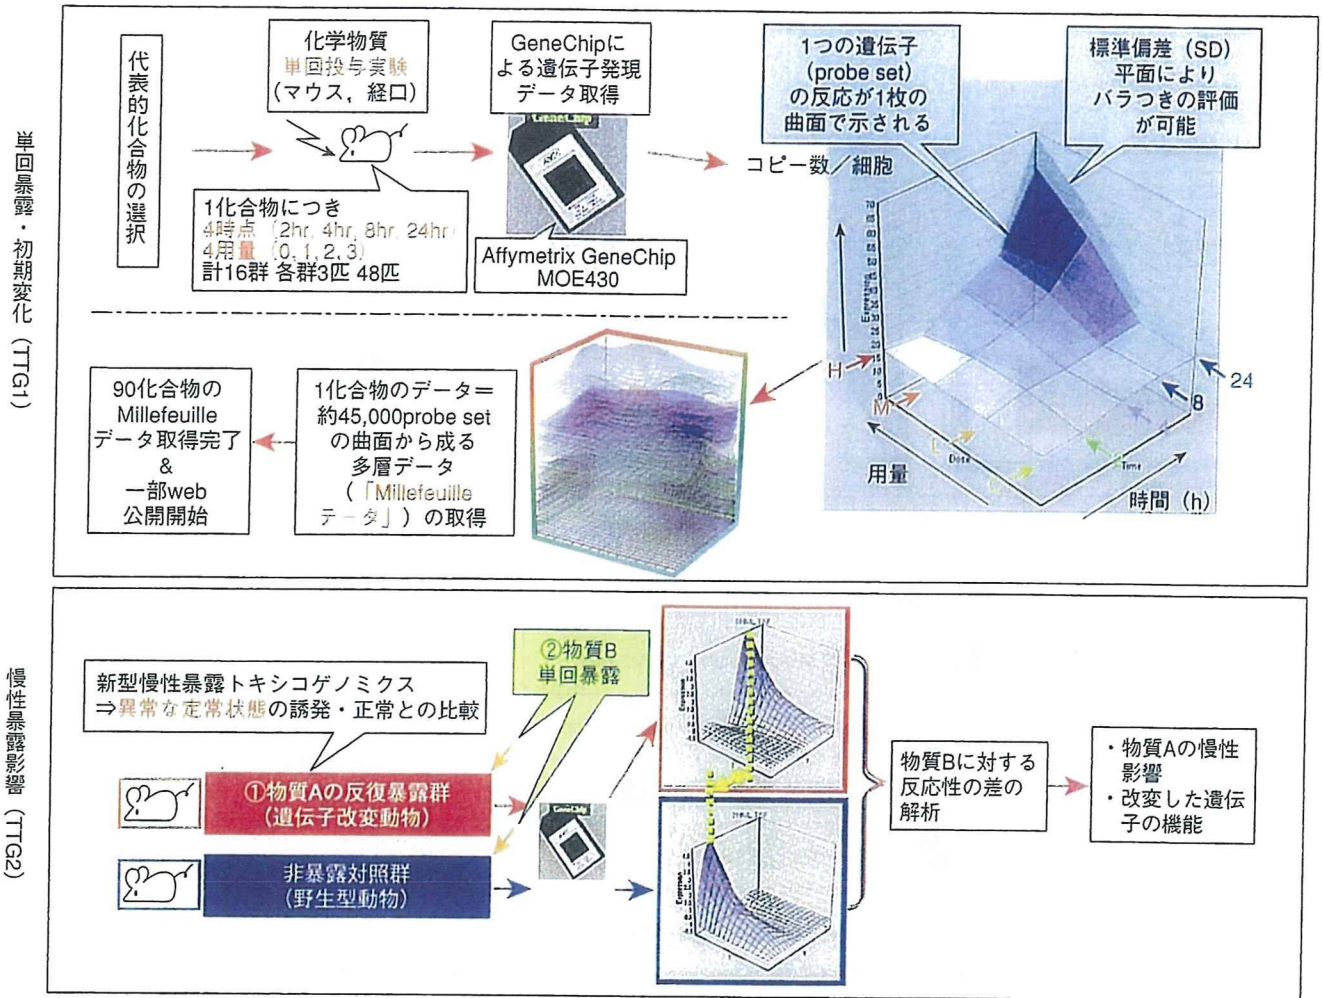 単回暴露・初期変化（TTG1）
代表的化合物の選択
化学物質
単回投与実験
（マウス，経口）
GeneChipに
よる遺伝子発現
データ取得
GeneChip
1つの遺伝子
（probe set）
の反応が1枚の
曲面で示される
標準偏差（SD）
平面により
バラつきの評価
が可能
1化合物につき
4時点（2hr, 4hr, 8hr, 24hr）
4用量（0, 1, 2, 3）
計16群 各群3匹 48匹
Affymetrix GeneChip
MOE430
コピー数／細胞
Expression
H
M
L
Dose
Time
8
24
用量
時間（h）
90化合物の
Millefeuille
データ取得完了
&
一部web
公開開始
1化合物のデータ＝
約45,000probe set
の曲面から成る
多層データ
（「Millefeuille
データ」）の取得
慢性暴露影響（TTG2）
新型慢性暴露トキシコゲノミクス
⇒異常な定常状態の誘発・正常との比較
②物質B
単回暴露
①物質Aの反復暴露群
（遺伝子改変動物）
非暴露対照群
（野生型動物）
GeneChip
Expression
Expression
物質Bに対する
反応性の差の
解析
・物質Aの慢性
影響
・改変した遺伝
子の機能